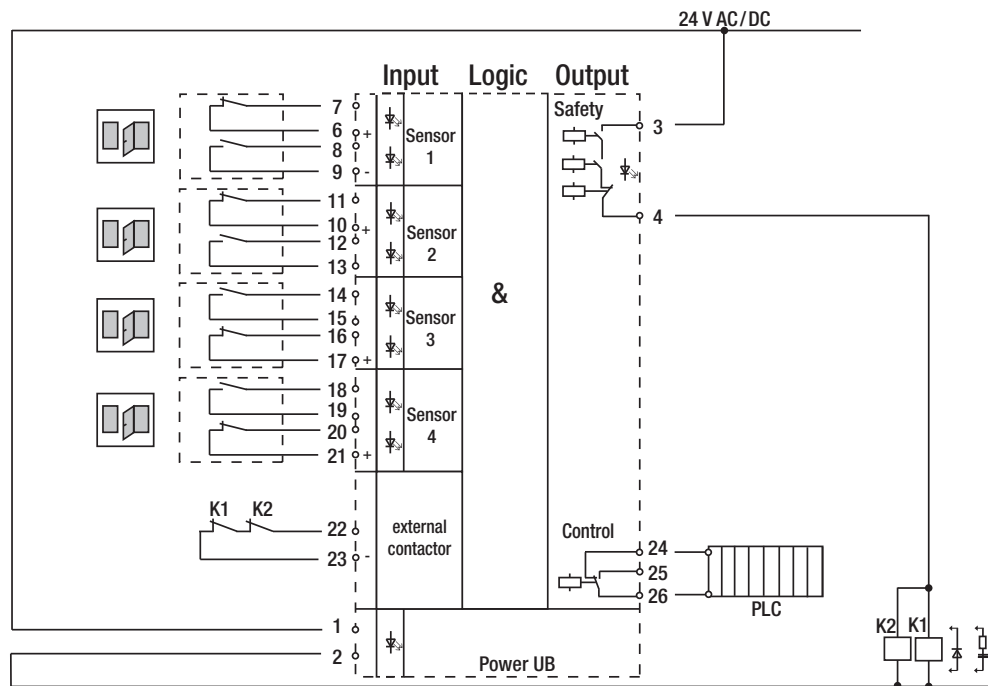 24 V AC/DC
Input Logic Output
Safety
7
6 +
8
9 -
Sensor
1
3
4
11
10 +
12
13
Sensor
2
14
15
16
17 +
Sensor
3
&
18
19
20
21 +
Sensor
4
K1 K2
22
23 -
external
contactor
Control
24
25
26
PLC
1
2
Power UB
K2 K1